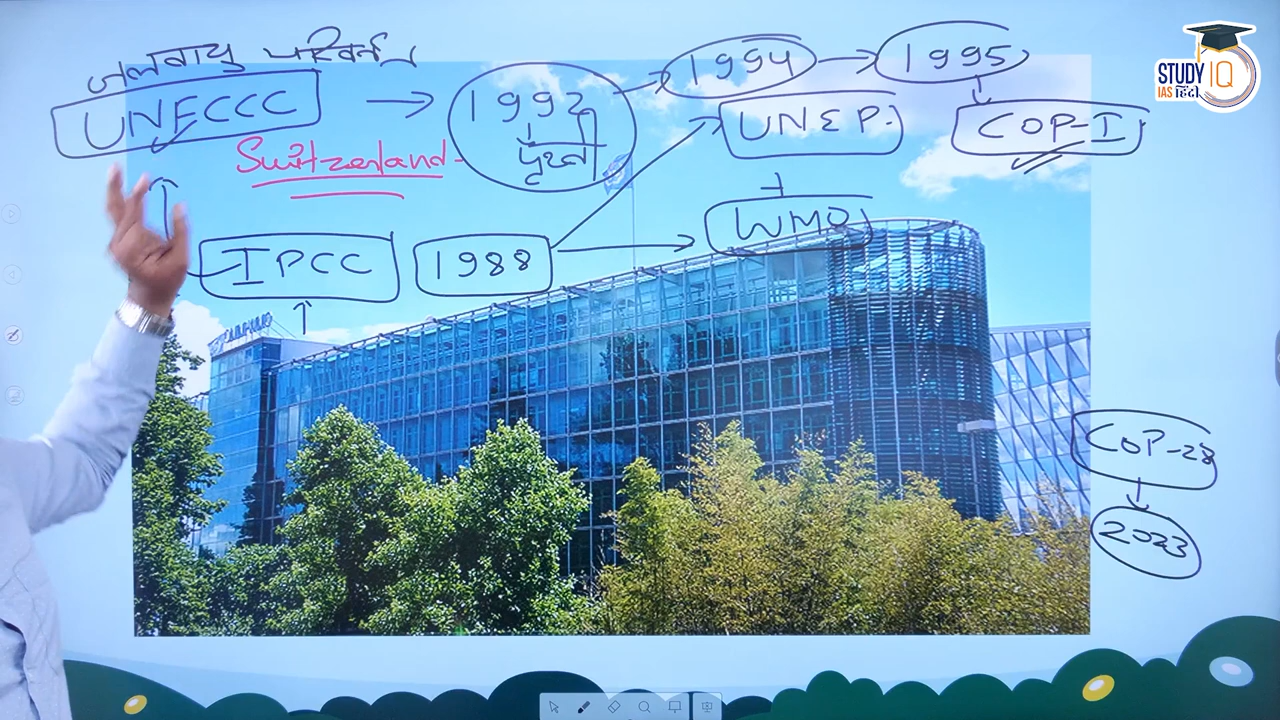 जलवायु परिवर्तन
UNFCCC → 1992 → 1994 → 1995
पृथ्वी
Switzerland
UNEP.
COP-I
+
IPCC 1988 → WMO
COP-28
2023
STUDY IQ
IAS हिंदी